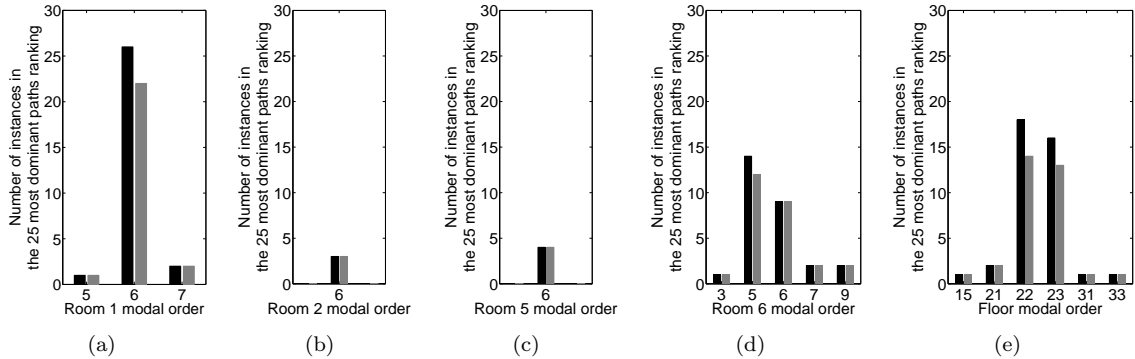 Number of instances in
the 25 most dominant paths ranking
30
25
20
15
10
5
0
5 6 7
Room 1 modal order
(a)
Number of instances in
the 25 most dominant paths ranking
30
25
20
15
10
5
0
6
Room 2 modal order
(b)
Number of instances in
the 25 most dominant paths ranking
30
25
20
15
10
5
0
6
Room 5 modal order
(c)
Number of instances in
the 25 most dominant paths ranking
30
25
20
15
10
5
0
3 5 6 7 9
Room 6 modal order
(d)
Number of instances in
the 25 most dominant paths ranking
30
25
20
15
10
5
0
15 21 22 23 31 33
Floor modal order
(e)